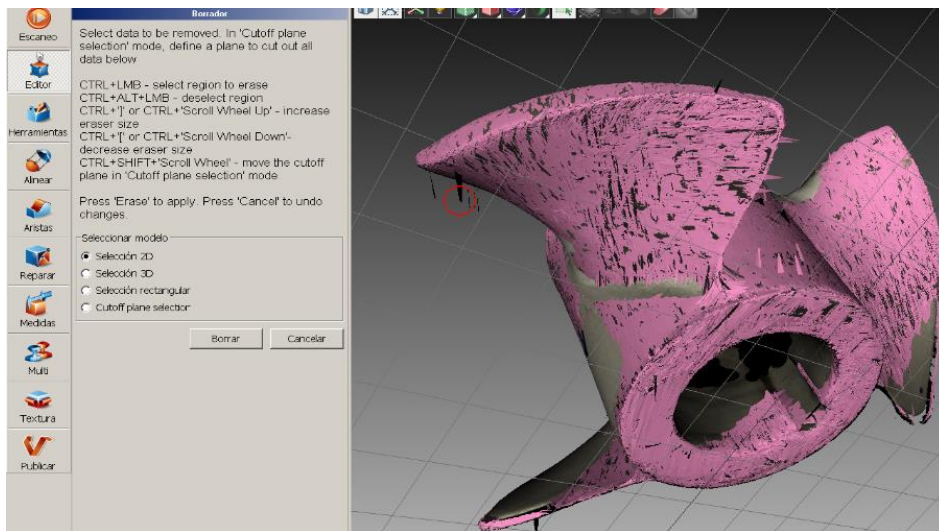 Borrador
Escaneo
Editor
Herramientas
Alinear
Aristas
Reparar
Medidas
Multi
Textura
Publicar
Select data to be removed. In 'Cutoff plane
selection' mode, define a plane to cut out all
data below
CTRL+LMB - select region to erase
CTRL+ALT+LMB - deselect region
CTRL+']' or CTRL+'Scroll Wheel Up' - increase
eraser size
CTRL+'[' or CTRL+'Scroll Wheel Down'-
decrease eraser size
CTRL+SHIFT+'Scroll Wheel' - move the cutoff
plane in 'Cutoff plane selection' mode
Press 'Erase' to apply. Press 'Cancel' to undo
changes.
Seleccionar modelo
Selección 2D
Selección 3D
Selección rectangular
Cutoff plane selection
Borrar
Cancelar